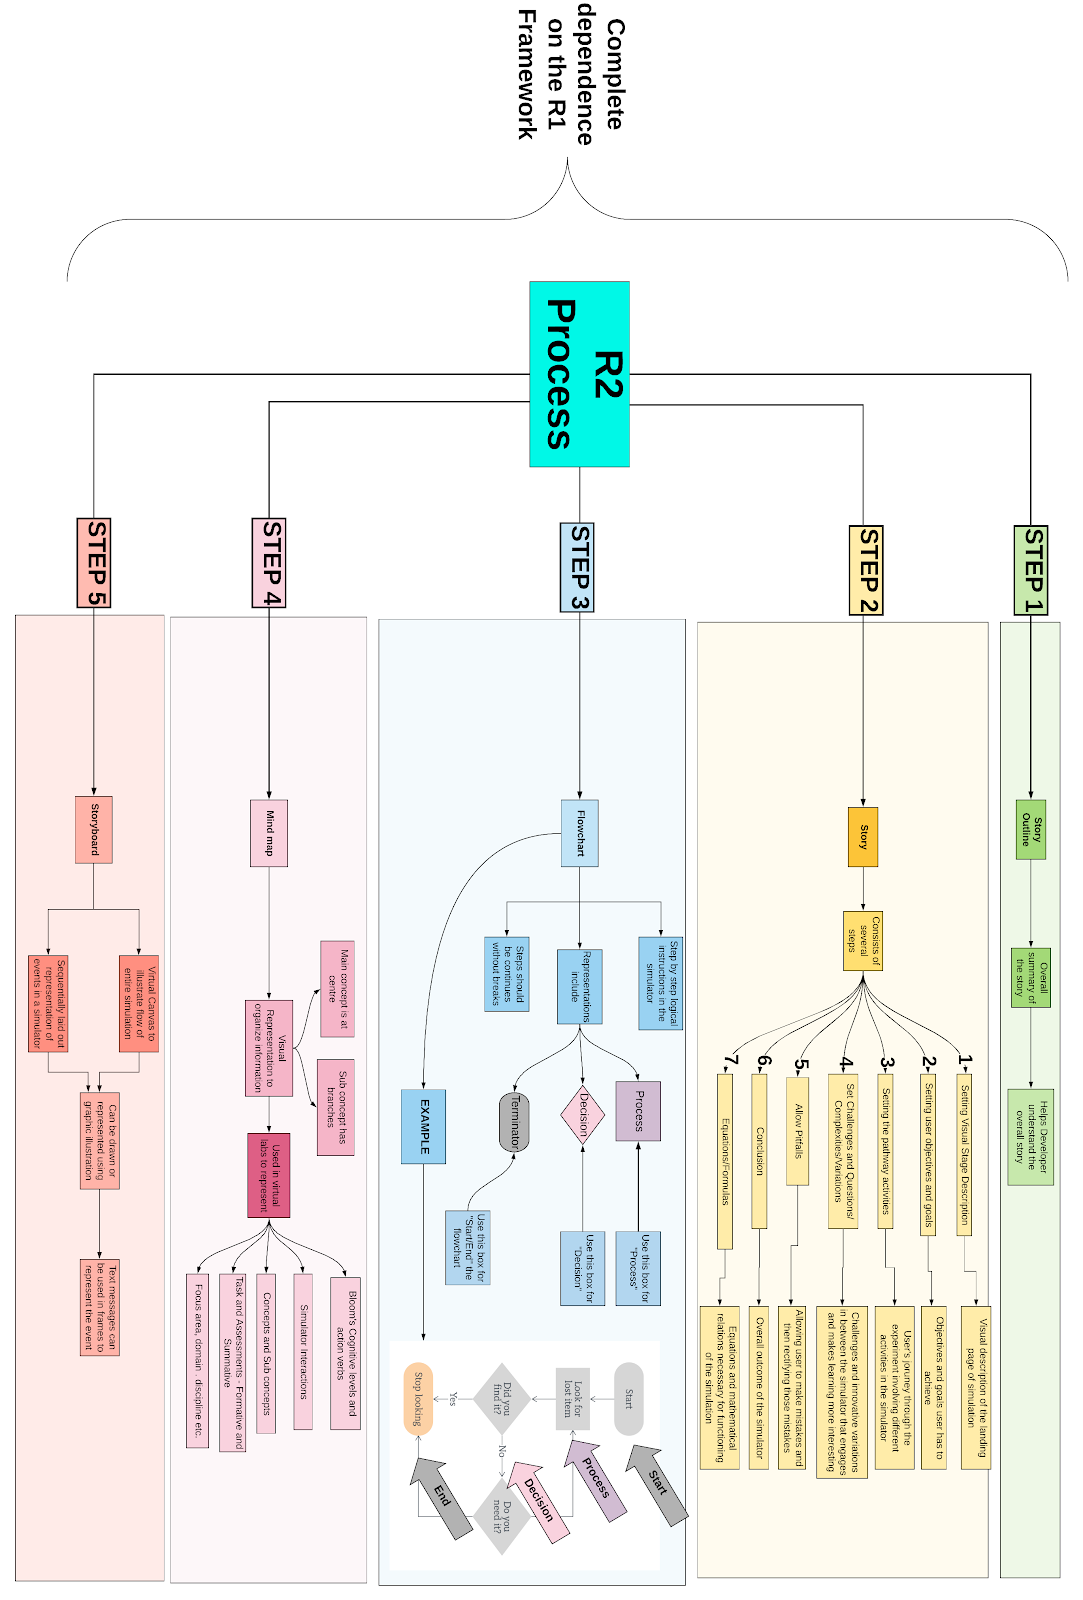 Complete
dependence
on the R1
Framework
R2
Process
STEP 1
Story
Outline
Overall
summary of
the story
Helps Developer
understand the
overall story
STEP 2
Story
Consists of
several
steps
1
Setting Visual Stage Description
Visual description of the landing
page of simulation
2
Setting user objectives and goals
Objectives and goals user has to
achieve
3
Setting the pathway activities
User's joruney through the
experiment involving different
activities in the simulator
4
Set Challenges and Questions/
Complexities/Variations
Challenges and innovative variations
in between the simulator that engages
and makes learning more interesting
5
Allow Pitfalls
Allowing user to make mistakes and
then rectifying those mistakes
6
Conclusion
Overall outcome of the simulator
7
Equations/Formulas
Equations and mathematical
relations necessary for functioning
of the simulation
STEP 3
Flowchart
Step by step logical
instructions in the
simulator
Representations
include
Steps should
be continues
without breaks
Process
Use this box for
"Process"
Decision
Use this box for
"Decision"
Terminator
Use this box for
"Start/End" the
flowchart
EXAMPLE
Start
Look for
lost item
Did you
find it?
Yes
No
Stop looking
Do you
need it?
Start
Process
Decision
End
STEP 4
Mind map
Main concept is at
centre
Visual
Representation to
organize information
Sub concept has
branches
Used in virtual
labs to represent
Bloom's Cognitive levels and
action verbs
Simulator Interactions
Concepts and Sub concepts
Task and Assessments - Formative and
Summative
Focus area, domain - discipline etc.
STEP 5
Storyboard
Virtual Canvas to
illustrate flow of
entire simulation
Sequentially laid out
representation of
events in a simulator
Can be drawn or
represented using
graphic illustration
Text messages can
be used in frames to
represent the event